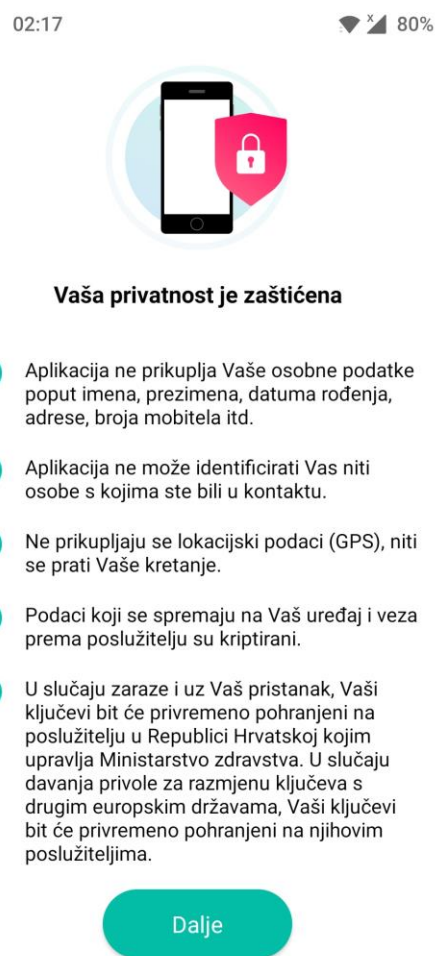 02:17
x
80%
Vaša privatnost je zaštićena
Aplikacija ne prikuplja Vaše osobne podatke
poput imena, prezimena, datuma rođenja,
adrese, broja mobitela itd.
Aplikacija ne može identificirati Vas niti
osobe s kojima ste bili u kontaktu.
Ne prikupljaju se lokacijski podaci (GPS), niti
se prati Vaše kretanje.
Podaci koji se spremaju na Vaš uređaj i veza
prema poslužitelju su kriptirani.
U slučaju zaraze i uz Vaš pristanak, Vaši
ključevi bit će privremeno pohranjeni na
poslužitelju u Republici Hrvatskoj kojim
upravlja Ministarstvo zdravstva. U slučaju
davanja privole za razmjenu ključeva s
drugim europskim državama, Vaši ključevi
bit će privremeno pohranjeni na njihovim
poslužiteljima.
Dalje